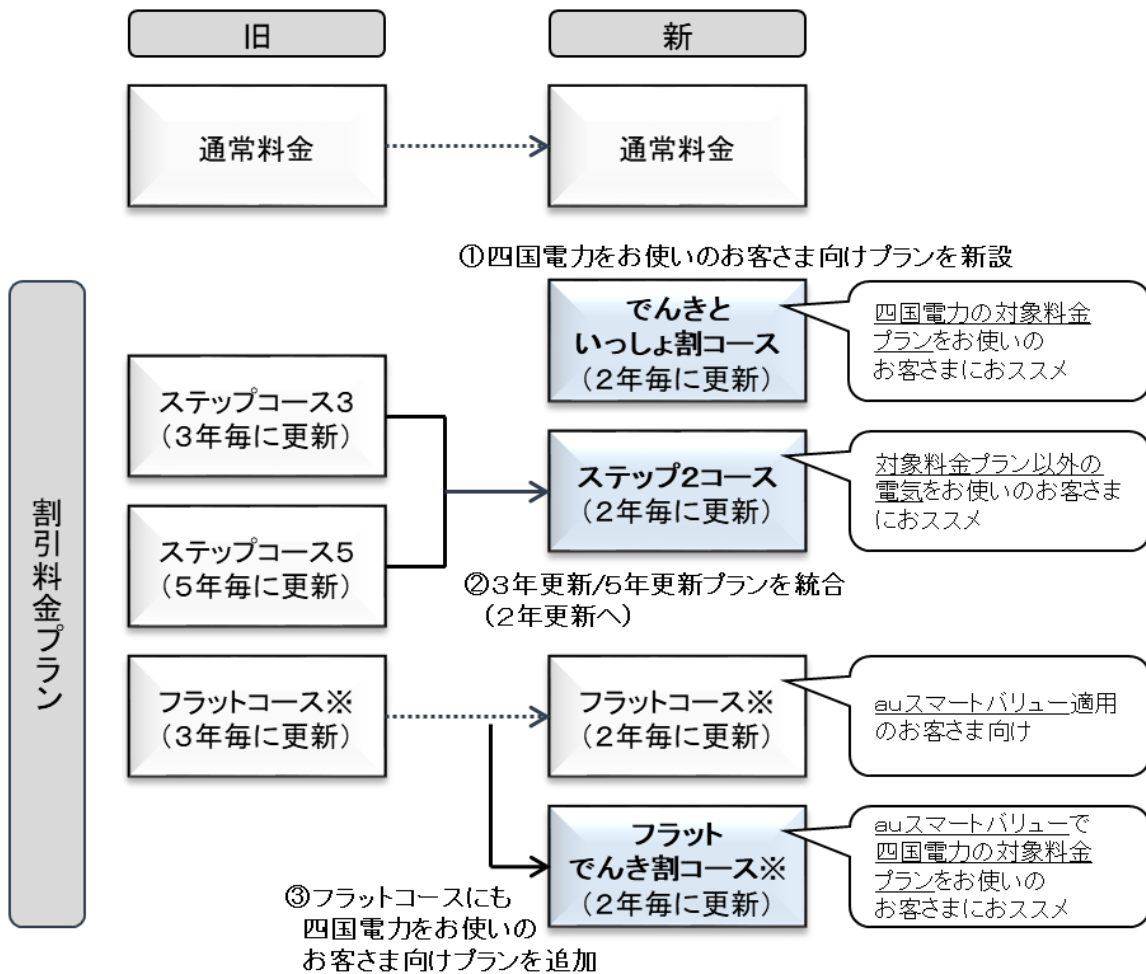 旧
新
通常料金
通常料金
①四国電力をお使いのお客さま向けプランを新設
割引料金プラン
でんきと
いっしょ割コース
(2年毎に更新)
四国電力の対象料金
プランをお使いの
お客さまにおススメ
ステップコース3
(3年毎に更新)
ステップコース5
(5年毎に更新)
ステップ2コース
(2年毎に更新)
対象料金プラン以外の
電気をお使いのお客さま
におススメ
②3年更新/5年更新プランを統合
(2年更新へ)
フラットコース※
(3年毎に更新)
フラットコース※
(2年毎に更新)
auスマートバリュー適用
のお客さま向け
フラット
でんき割コース※
(2年毎に更新)
auスマートバリューで
四国電力の対象料金
プランをお使いの
お客さまにおススメ
③フラットコースにも
四国電力をお使いの
お客さま向けプランを追加